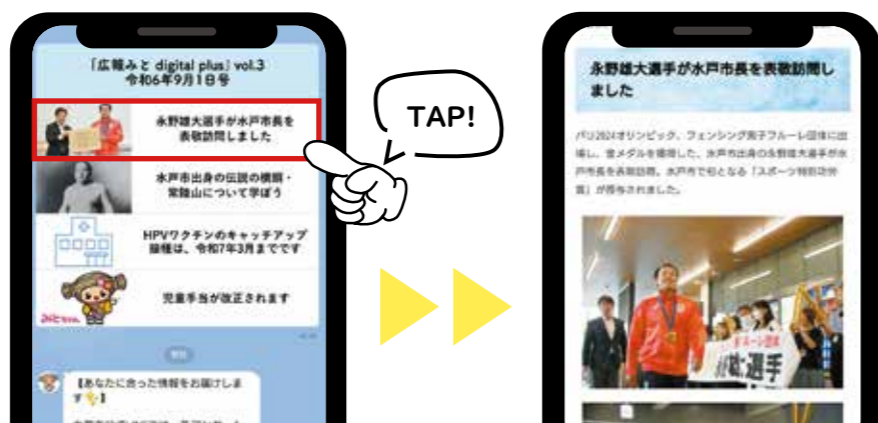 「広報みと digital plus」vol.3
令和6年9月1日号
永野雄大選手が水戸市長を
表敬訪問しました
水戸市出身の伝説の横綱・
常陸山について学ぼう
HPVワクチンのキャッチアップ
接種は、令和7年3月までです
児童手当が改正されます
みとちゃん
【あなたに合った情報をお届けしま
す】
TAP!
永野雄大選手が水戸市長を表敬訪問し
ました
パリ2024オリンピック、フェンシング男子フルーレ団体に出
場し、金メダルを獲得した、水戸市出身の永野雄大選手が水
戸市長を表敬訪問。水戸市で初となる「スポーツ特別功労
賞」が授与されました。
選手